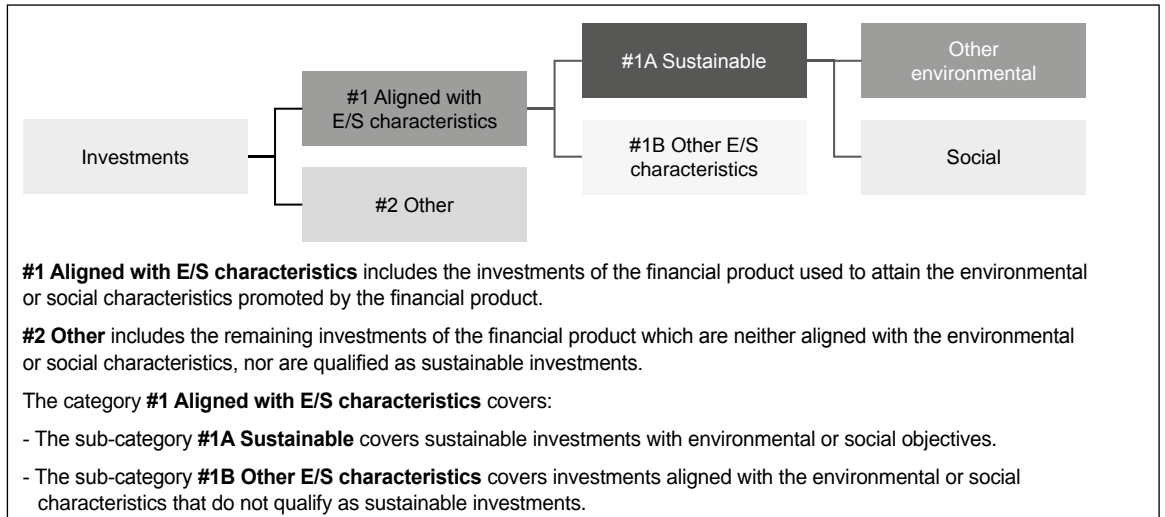 Investments
#1 Aligned with
E/S characteristics
#2 Other
#1A Sustainable
#1B Other E/S
characteristics
Other
environmental
Social
#1 Aligned with E/S characteristics includes the investments of the financial product used to attain the environmental
or social characteristics promoted by the financial product.
#2 Other includes the remaining investments of the financial product which are neither aligned with the environmental
or social characteristics, nor are qualified as sustainable investments.
The category #1 Aligned with E/S characteristics covers:
- The sub-category #1A Sustainable covers sustainable investments with environmental or social objectives.
- The sub-category #1B Other E/S characteristics covers investments aligned with the environmental or social
characteristics that do not qualify as sustainable investments.